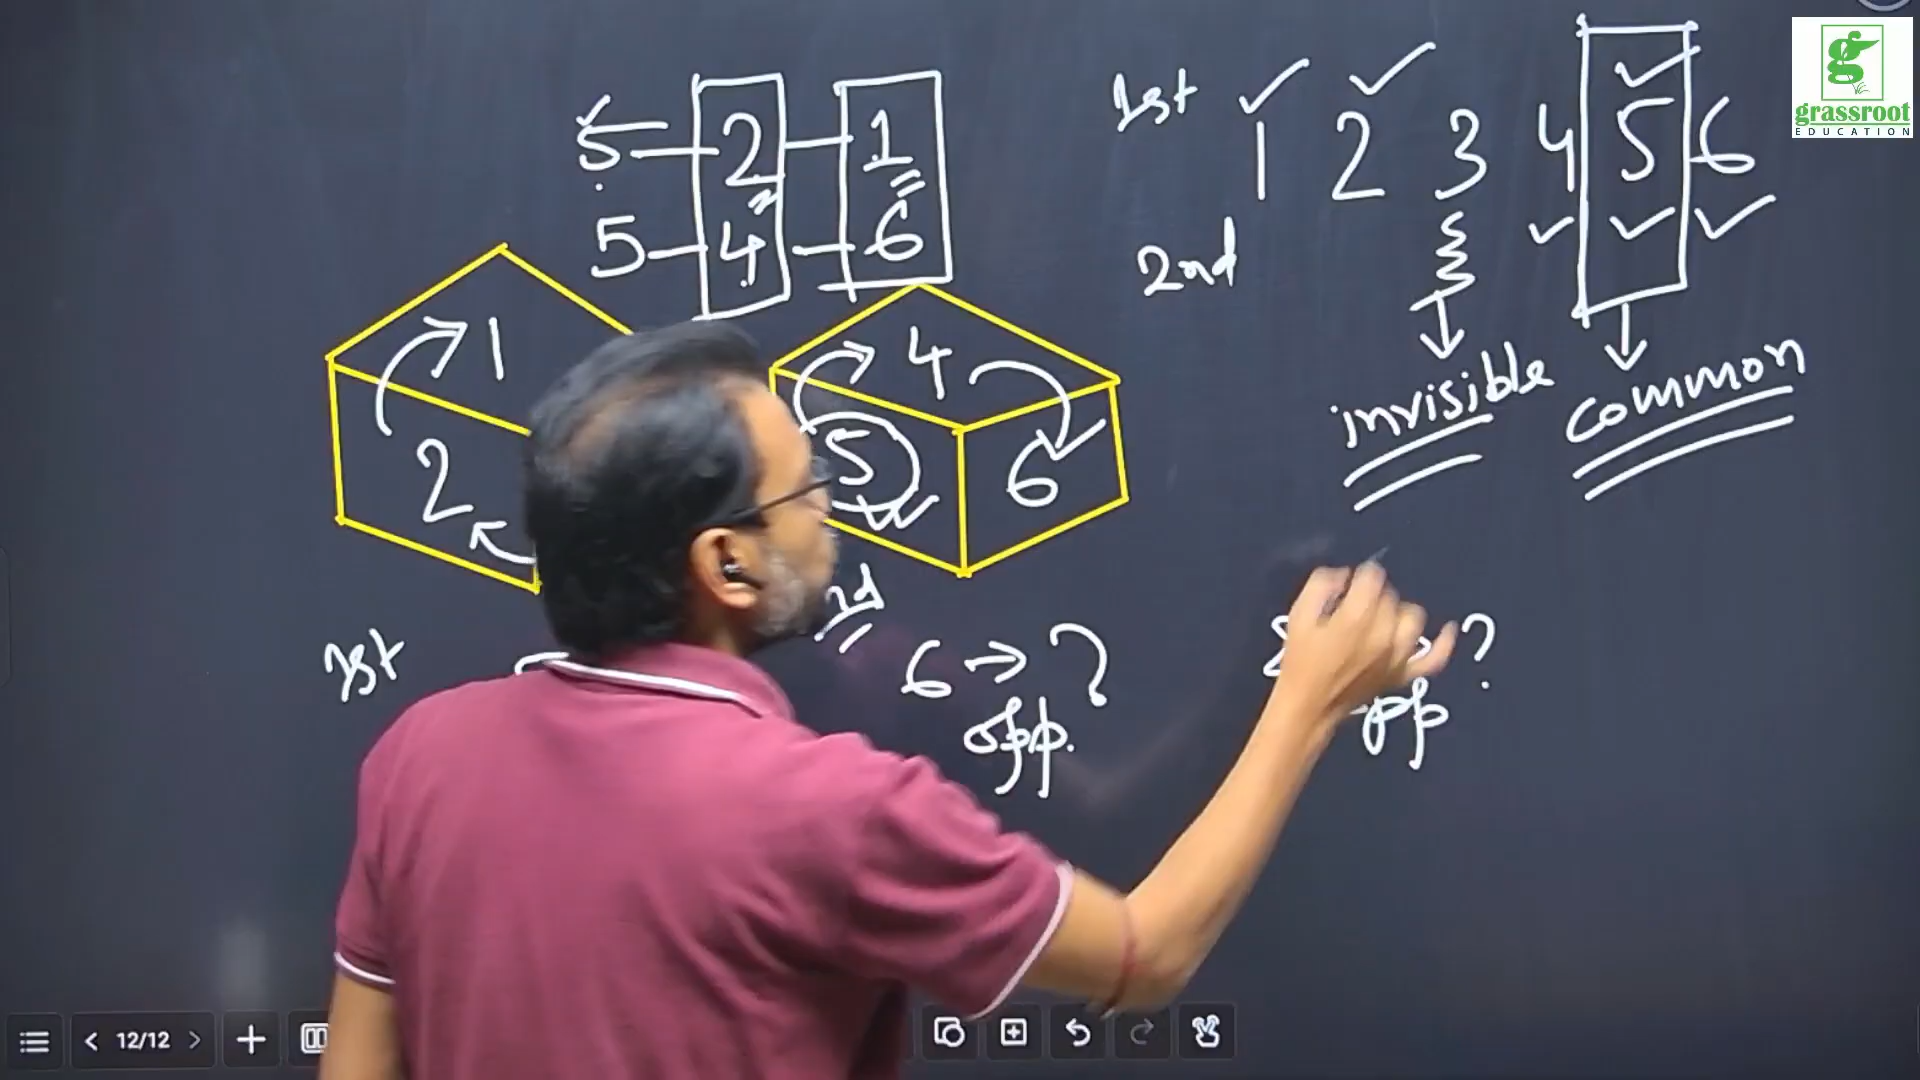 1st 1 2 3 4 5 6
2nd
5 2 1
5 4 6
invisible common
1
2
4
5 6
1st
6 → ?
opp.
?
grassroot
EDUCATION
12/12